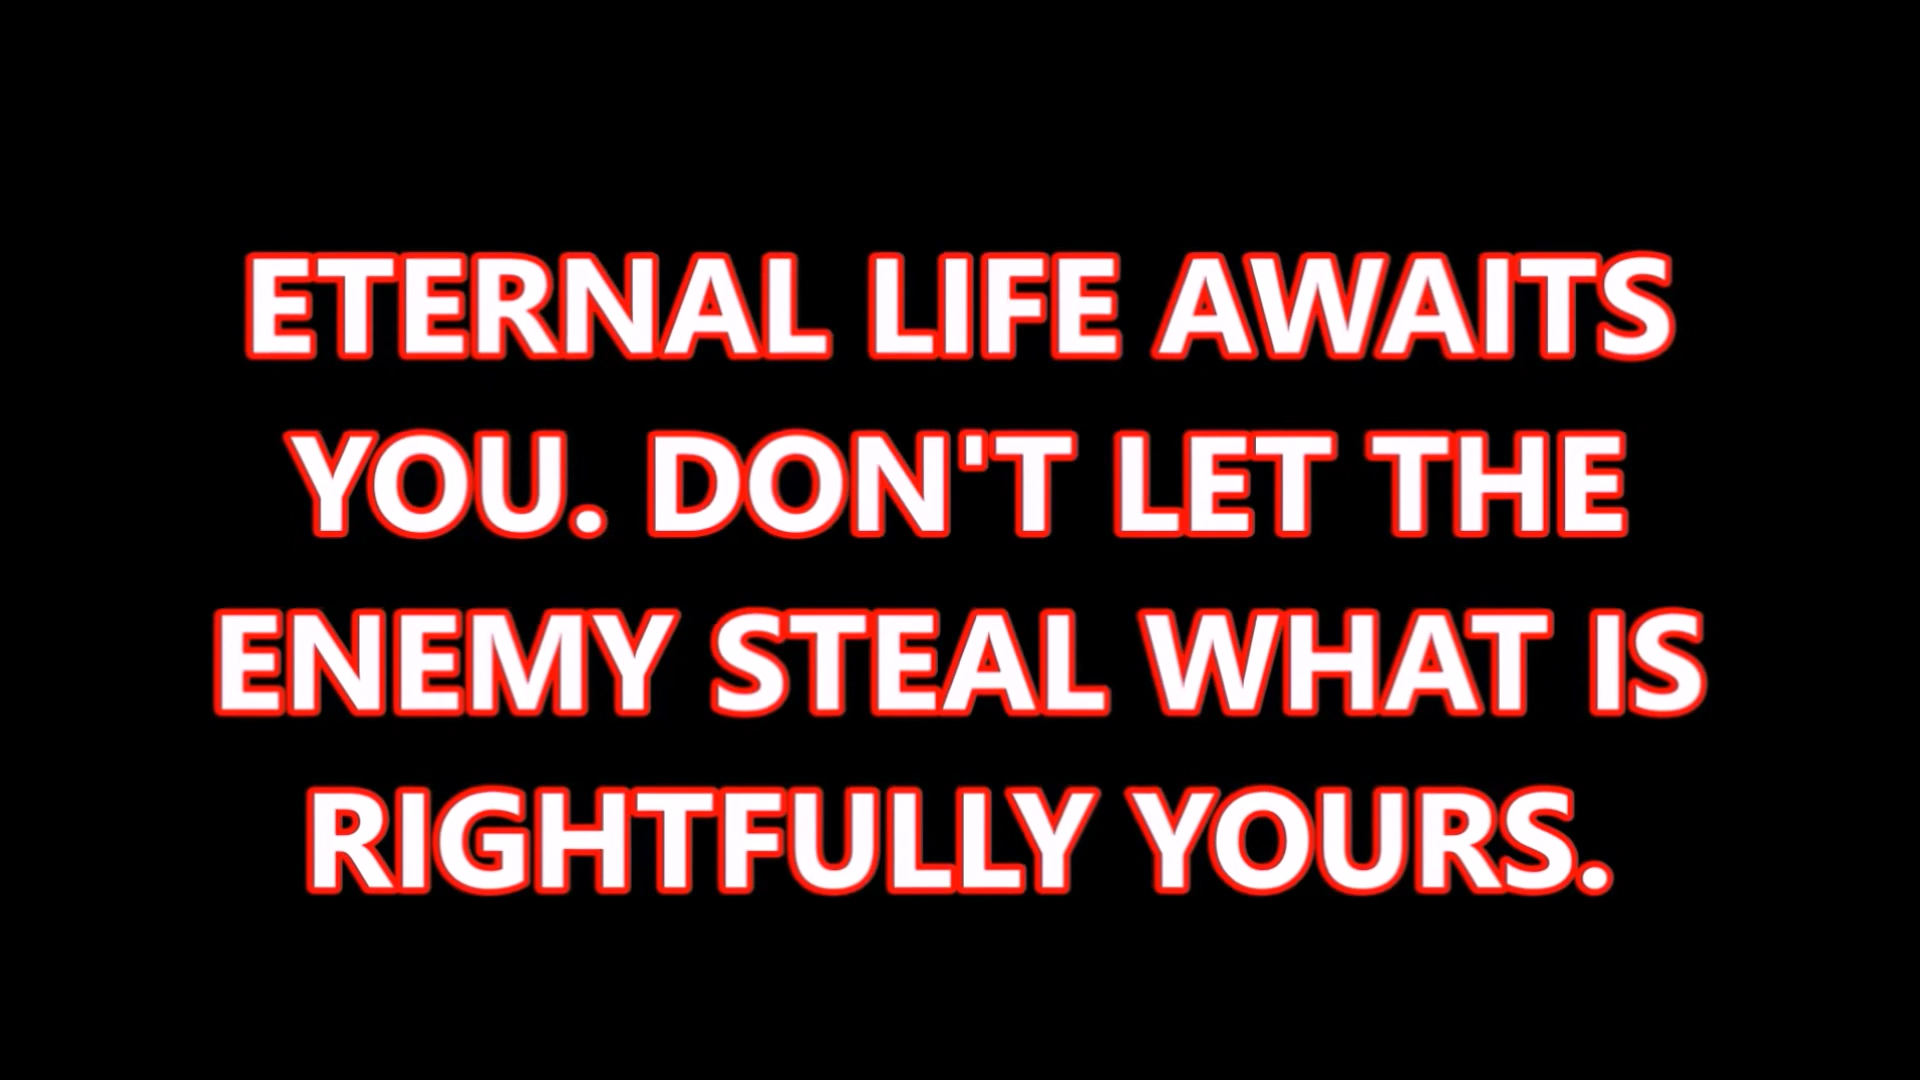 ETERNAL LIFE AWAITS
YOU. DON'T LET THE
ENEMY STEAL WHAT IS
RIGHTFULLY YOURS.